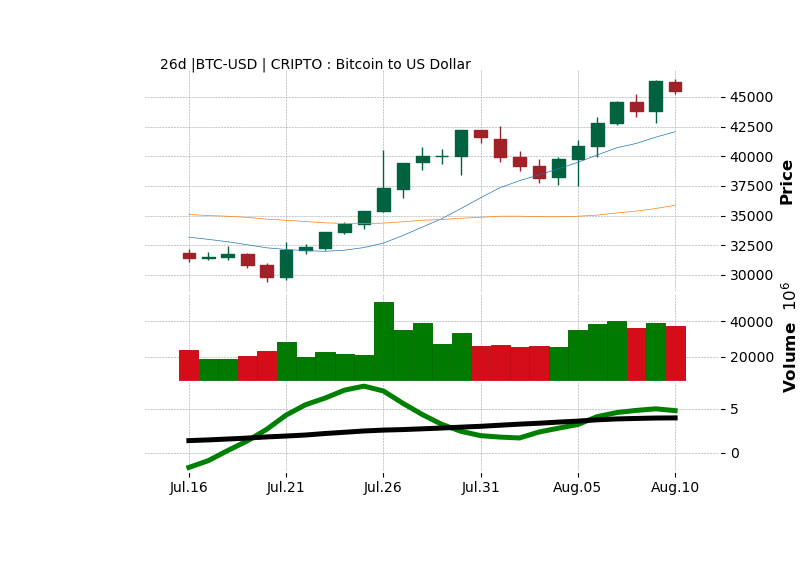 26d |BTC-USD | CRIPTO : Bitcoin to US Dollar
45000
42500
40000
37500
35000
32500
30000
Price
40000
20000
Volume 10^6
5
0
Jul.16 Jul.21 Jul.26 Jul.31 Aug.05 Aug.10